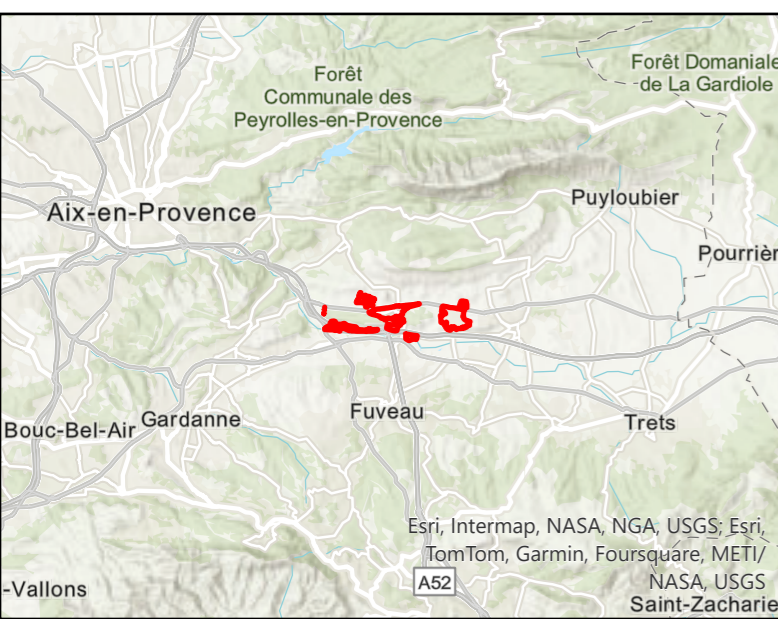 Forêt
Communale des
Peyrolles-en-Provence
Forêt Domaniale
de La Gardiole
Aix-en-Provence
Puyloubier
Pourrièr
Bouc-Bel-Air
Gardanne
Fuveau
Trets
Esri, Intermap, NASA, NGA, USGS; Esri,
TomTom, Garmin, Foursquare, METI/
NASA, USGS
A52
-Vallons
Saint-Zacharie